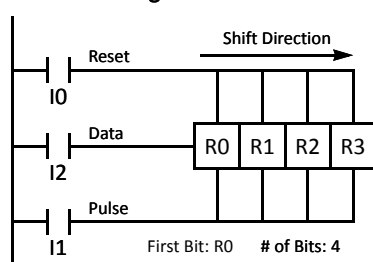 Shift Direction
Reset
I0
Data
R0 R1 R2 R3
I2
Pulse
I1
First Bit: R0 # of Bits: 4